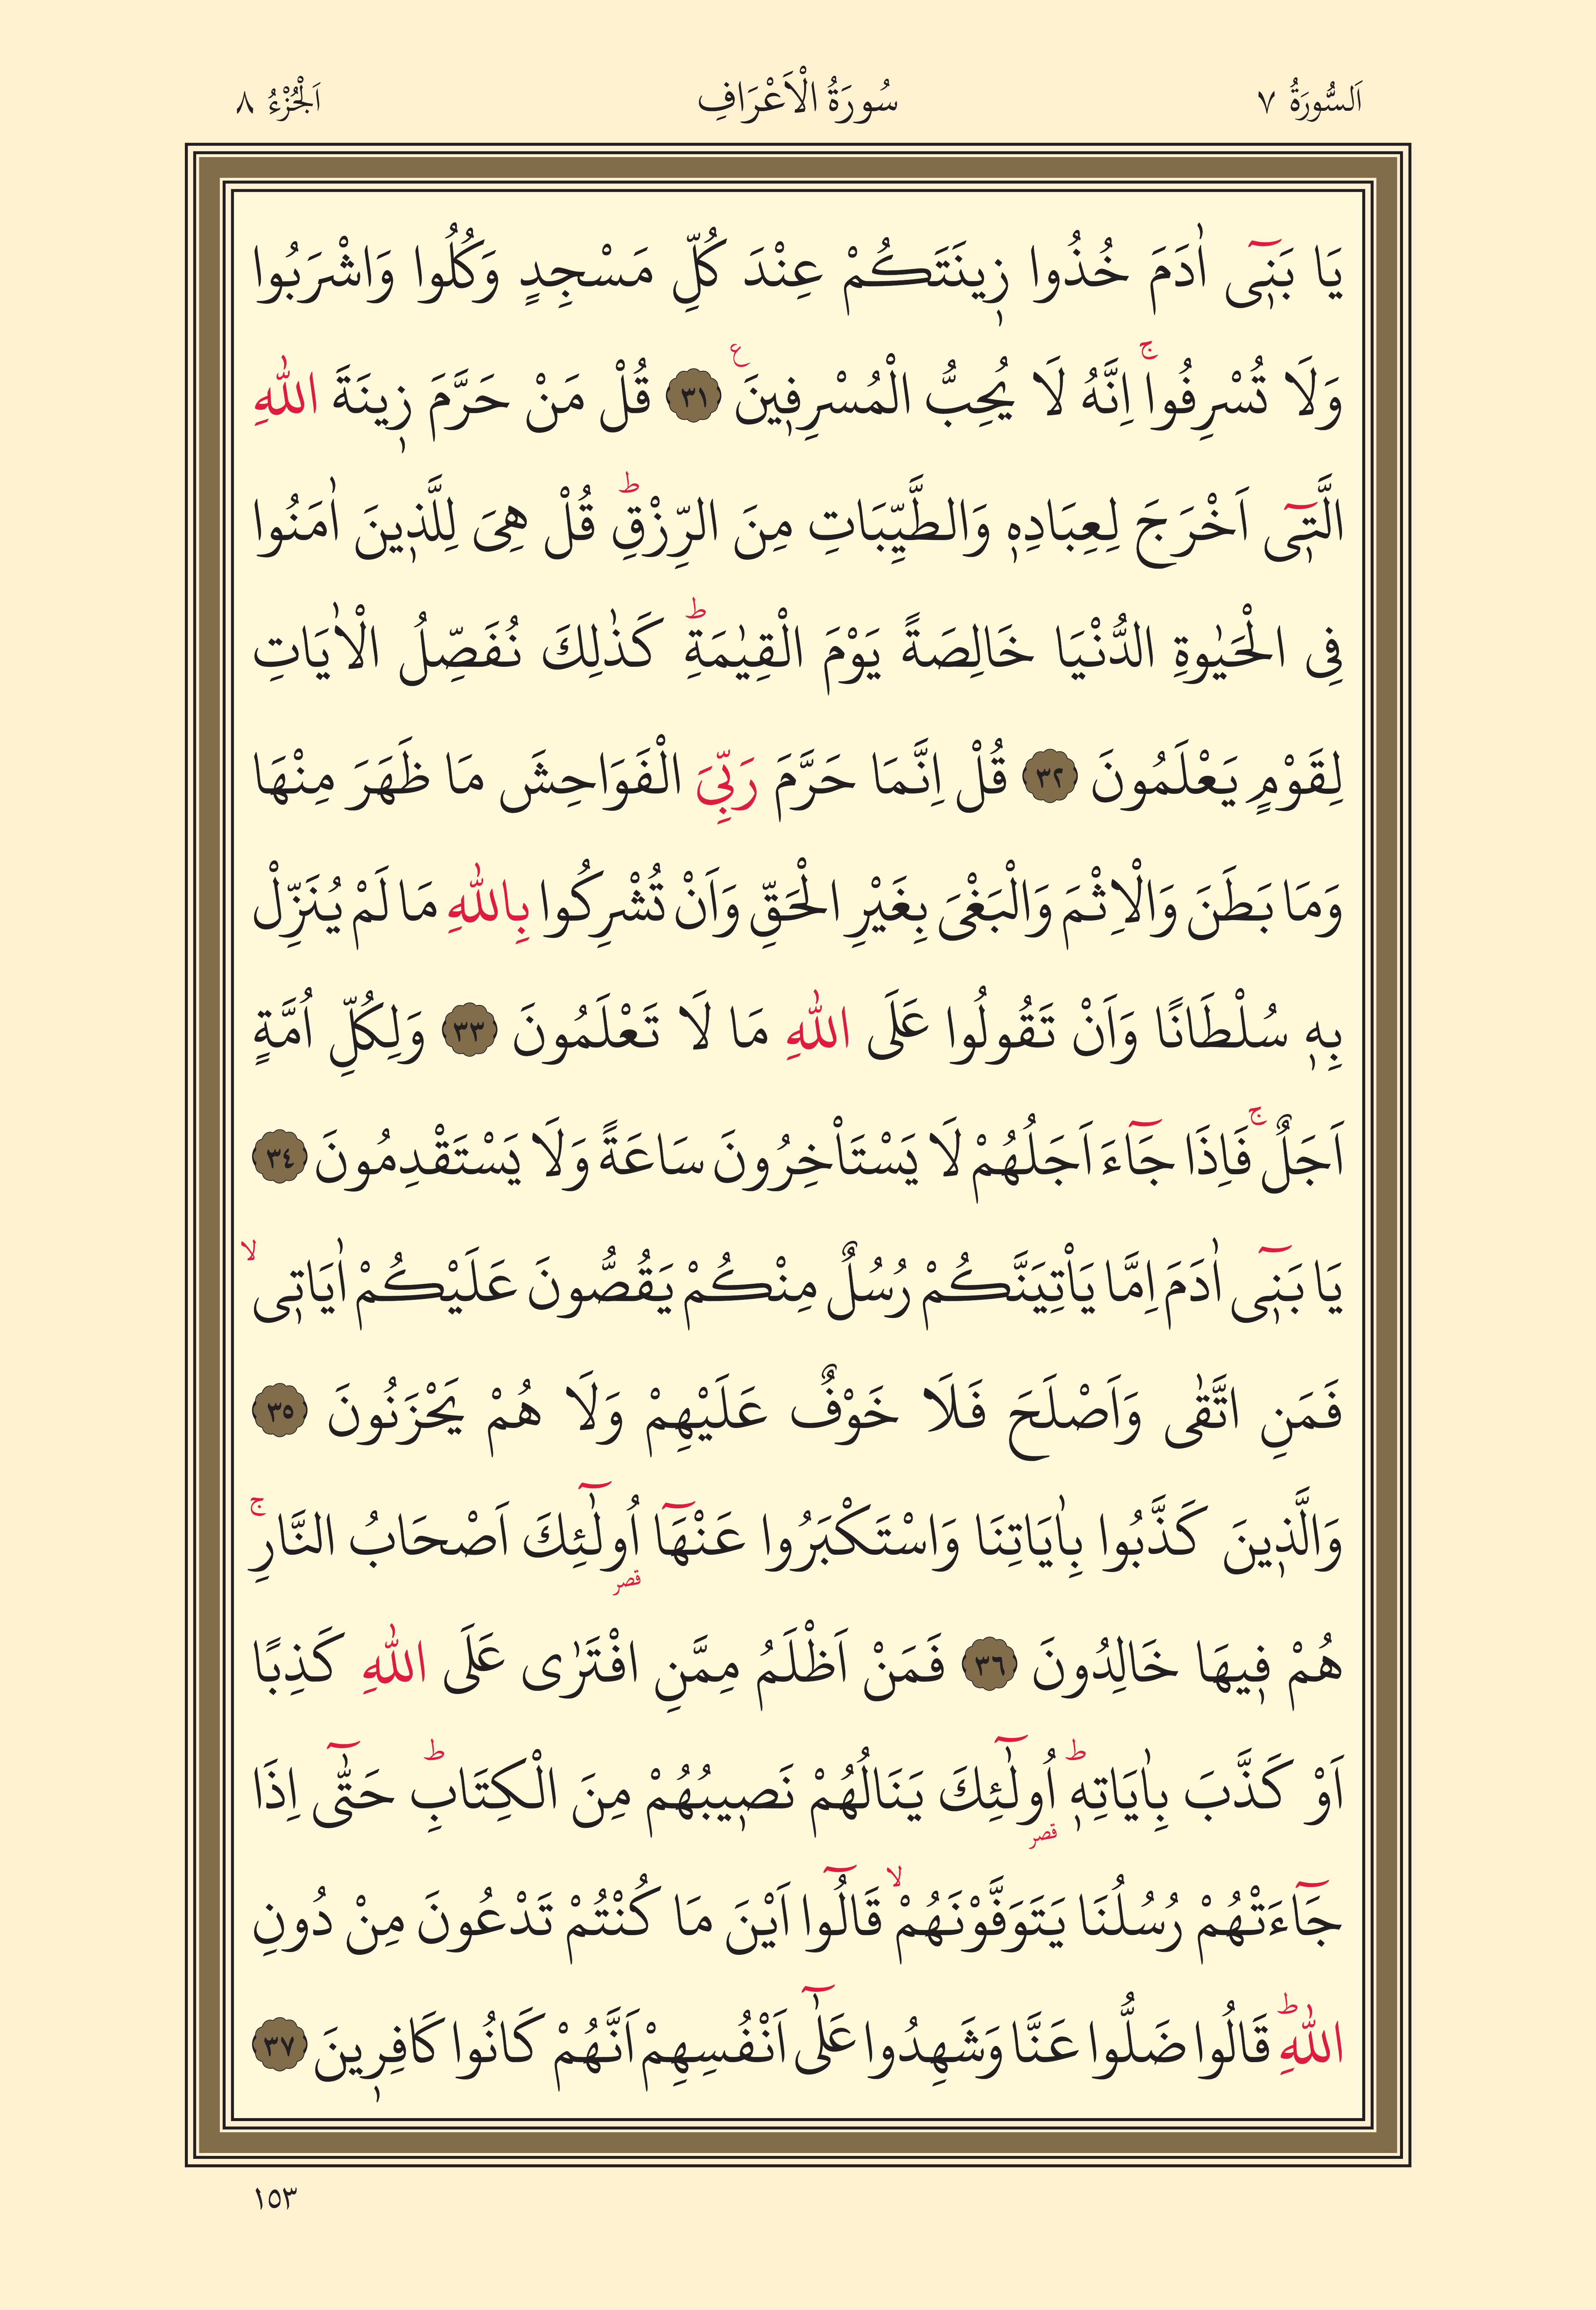 اَلسُّورَةُ ٧ سُورَةُ الْاَعْرَافِ اَلْجُزْءُ ٨
يَا بَنٖٓى اٰدَمَ خُذُوا زٖينَتَكُمْ عِنْدَ كُلِّ مَسْجِدٍ وَكُلُوا وَاشْرَبُوا
وَلَا تُسْرِفُواۚ اِنَّهُ لَا يُحِبُّ الْمُسْرِفٖينَ ع ٣١ قُلْ مَنْ حَرَّمَ زٖينَةَ اللّٰهِ
الَّتٖٓى اَخْرَجَ لِعِبَادِهٖ وَالطَّيِّبَاتِ مِنَ الرِّزْقِؕ قُلْ هِىَ لِلَّذٖينَ اٰمَنُوا
فِى الْحَيٰوةِ الدُّنْيَا خَالِصَةً يَوْمَ الْقِيٰمَةِؕ كَذٰلِكَ نُفَصِّلُ الْاٰيَاتِ
لِقَوْمٍ يَعْلَمُونَ ٣٢ قُلْ اِنَّمَا حَرَّمَ رَبِّىَ الْفَوَاحِشَ مَا ظَهَرَ مِنْهَا
وَمَا بَطَنَ وَالْاِثْمَ وَالْبَغْىَ بِغَيْرِ الْحَقِّ وَاَنْ تُشْرِكُوا بِاللّٰهِ مَا لَمْ يُنَزِّلْ
بِهٖ سُلْطَانًا وَاَنْ تَقُولُوا عَلَى اللّٰهِ مَا لَا تَعْلَمُونَ ٣٣ وَلِكُلِّ اُمَّةٍ
اَجَلٌۚ فَاِذَا جَٓاءَ اَجَلُهُمْ لَا يَسْتَاْخِرُونَ سَاعَةً وَلَا يَسْتَقْدِمُونَ ٣٤
يَا بَنٖٓى اٰدَمَ اِمَّا يَاْتِيَنَّكُمْ رُسُلٌ مِنْكُمْ يَقُصُّونَ عَلَيْكُمْ اٰيَاتٖىۙ
فَمَنِ اتَّقٰى وَاَصْلَحَ فَلَا خَوْفٌ عَلَيْهِمْ وَلَا هُمْ يَحْزَنُونَ ٣٥
وَالَّذٖينَ كَذَّبُوا بِاٰيَاتِنَا وَاسْتَكْبَرُوا عَنْهَٓا اُولٰٓئِكَ اَصْحَابُ النَّارِۚ
قصر
هُمْ فٖيهَا خَالِدُونَ ٣٦ فَمَنْ اَظْلَمُ مِمَّنِ افْتَرٰى عَلَى اللّٰهِ كَذِبًا
اَوْ كَذَّبَ بِاٰيَاتِهٖؕ اُولٰٓئِكَ يَنَالُهُمْ نَصٖيبُهُمْ مِنَ الْكِتَابِؕ حَتّٰٓى اِذَا
قصر
جَٓاءَتْهُمْ رُسُلُنَا يَتَوَفَّوْنَهُمْۙ قَالُٓوا اَيْنَ مَا كُنْتُمْ تَدْعُونَ مِنْ دُونِ
اللّٰهِؕ قَالُوا ضَلُّوا عَنَّا وَشَهِدُوا عَلٰٓى اَنْفُسِهِمْ اَنَّهُمْ كَانُوا كَافِرٖينَ ٣٧
١٥٣